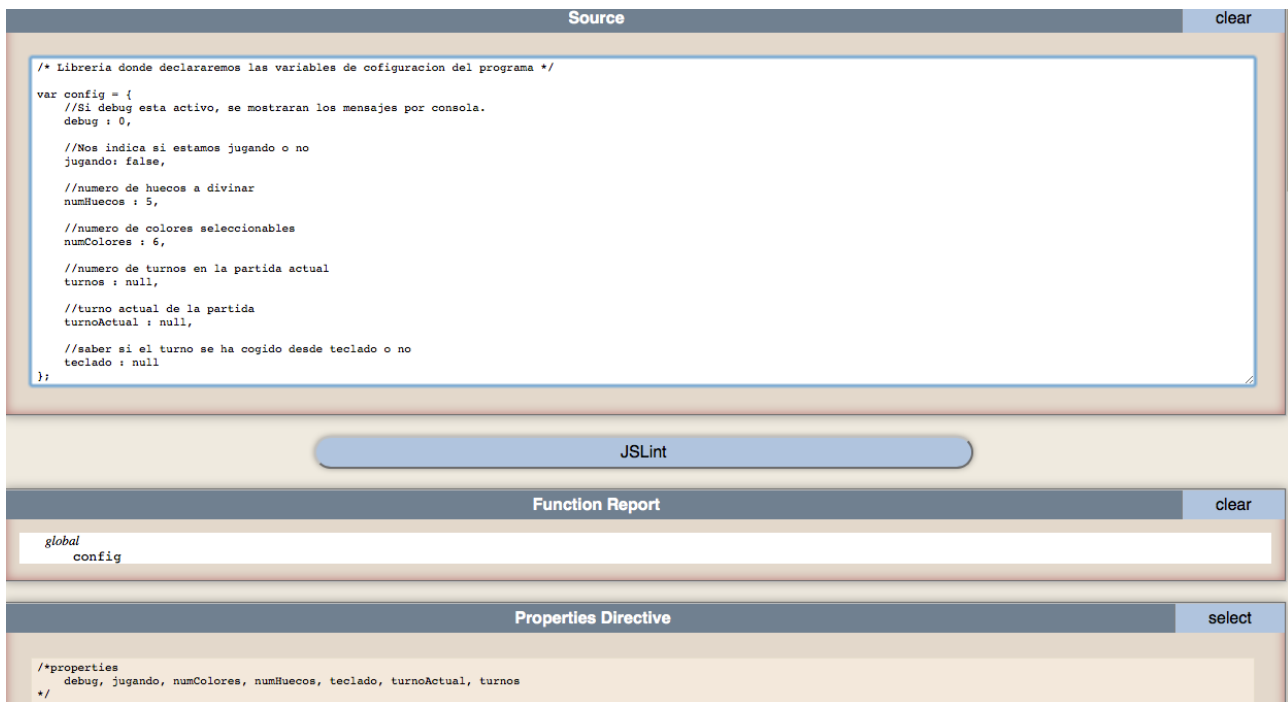 Source
clear
/* Libreria donde declararemos las variables de cofiguracion del programa */
var config = {
//Si debug esta activo, se mostraran los mensajes por consola.
debug : 0,
//Nos indica si estamos jugando o no
jugando: false,
//numero de huecos a divinar
numHuecos : 5,
//numero de colores seleccionables
numColores : 6,
//numero de turnos en la partida actual
turnos : null,
//turno actual de la partida
turnoActual : null,
//saber si el turno se ha cogido desde teclado o no
teclado : null
};
JSLint
Function Report
clear
global
config
Properties Directive
select
/*properties
debug, jugando, numColores, numHuecos, teclado, turnoActual, turnos
*/